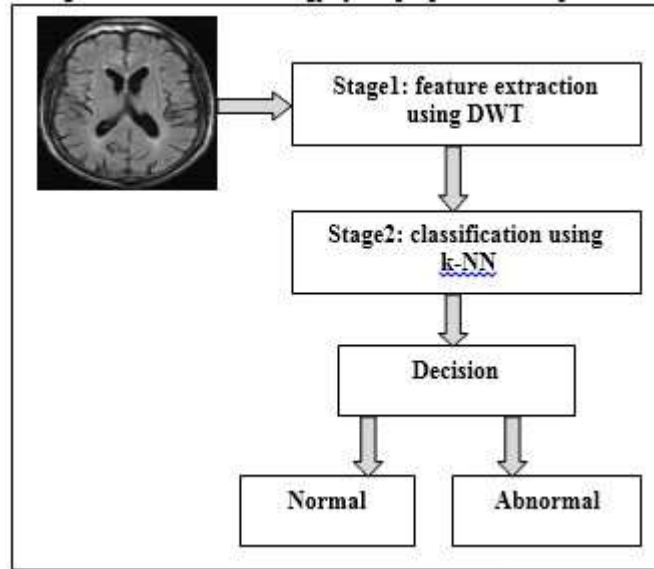 Stage1: feature extraction
using DWT
Stage2: classification using
k-NN
Decision
Normal
Abnormal